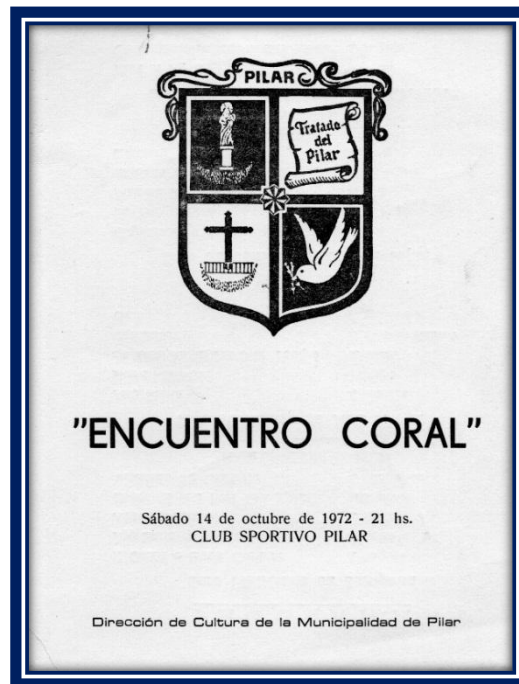 PILAR
Tratado
del
Pilar
"ENCUENTRO CORAL"
Sábado 14 de octubre de 1972 - 21 hs.
CLUB SPORTIVO PILAR
Dirección de Cultura de la Municipalidad de Pilar